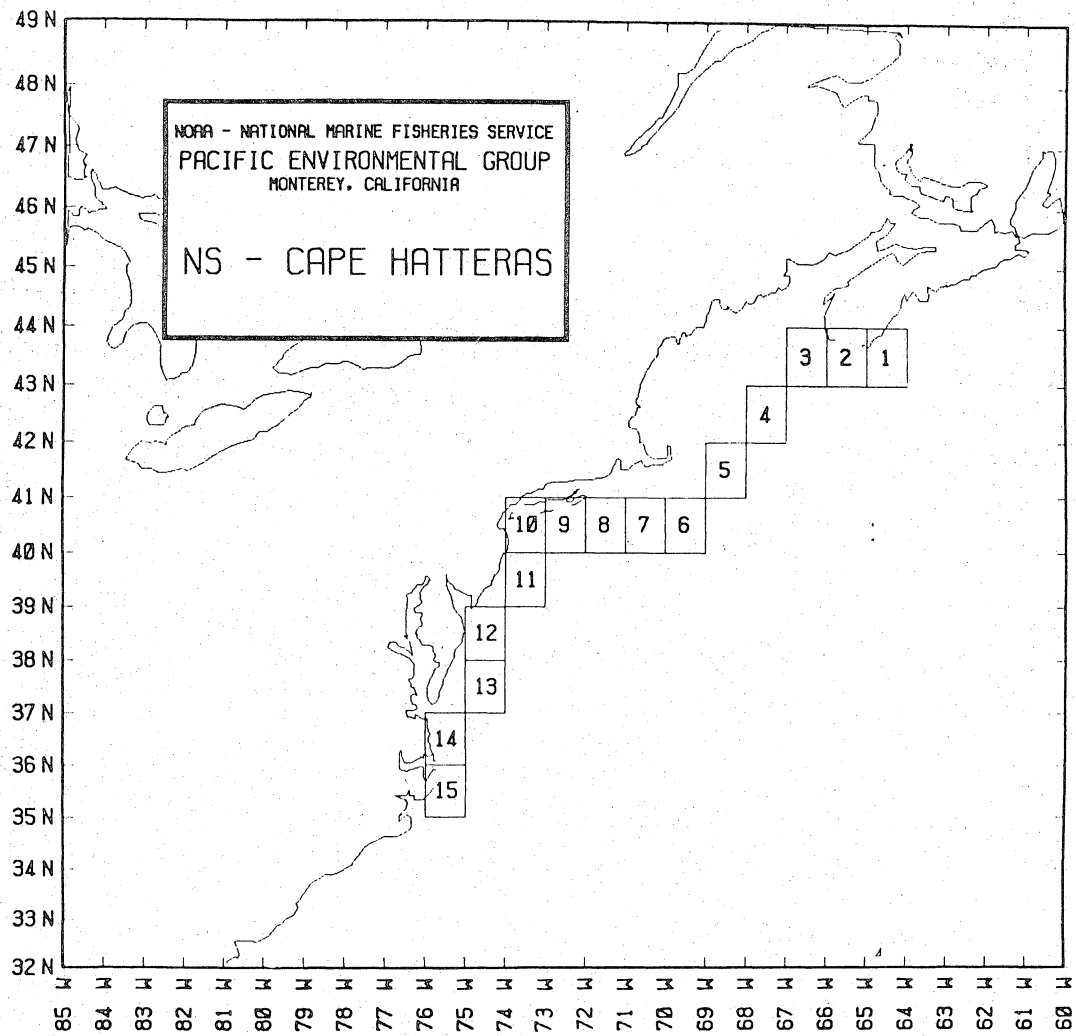 49 N
48 N
47 N
46 N
45 N
44 N
43 N
42 N
41 N
40 N
39 N
38 N
37 N
36 N
35 N
34 N
33 N
32 N
NOAA - NATIONAL MARINE FISHERIES SERVICE
PACIFIC ENVIRONMENTAL GROUP
MONTEREY, CALIFORNIA
NS - CAPE HATTERAS
3 2 1
4
5
10 9 8 7 6
11
12
13
14
15
85 W 84 W 83 W 82 W 81 W 80 W 79 W 78 W 77 W 76 W 75 W 74 W 73 W 72 W 71 W 70 W 69 W 68 W 67 W 66 W 65 W 64 W 63 W 62 W 61 W 60 W